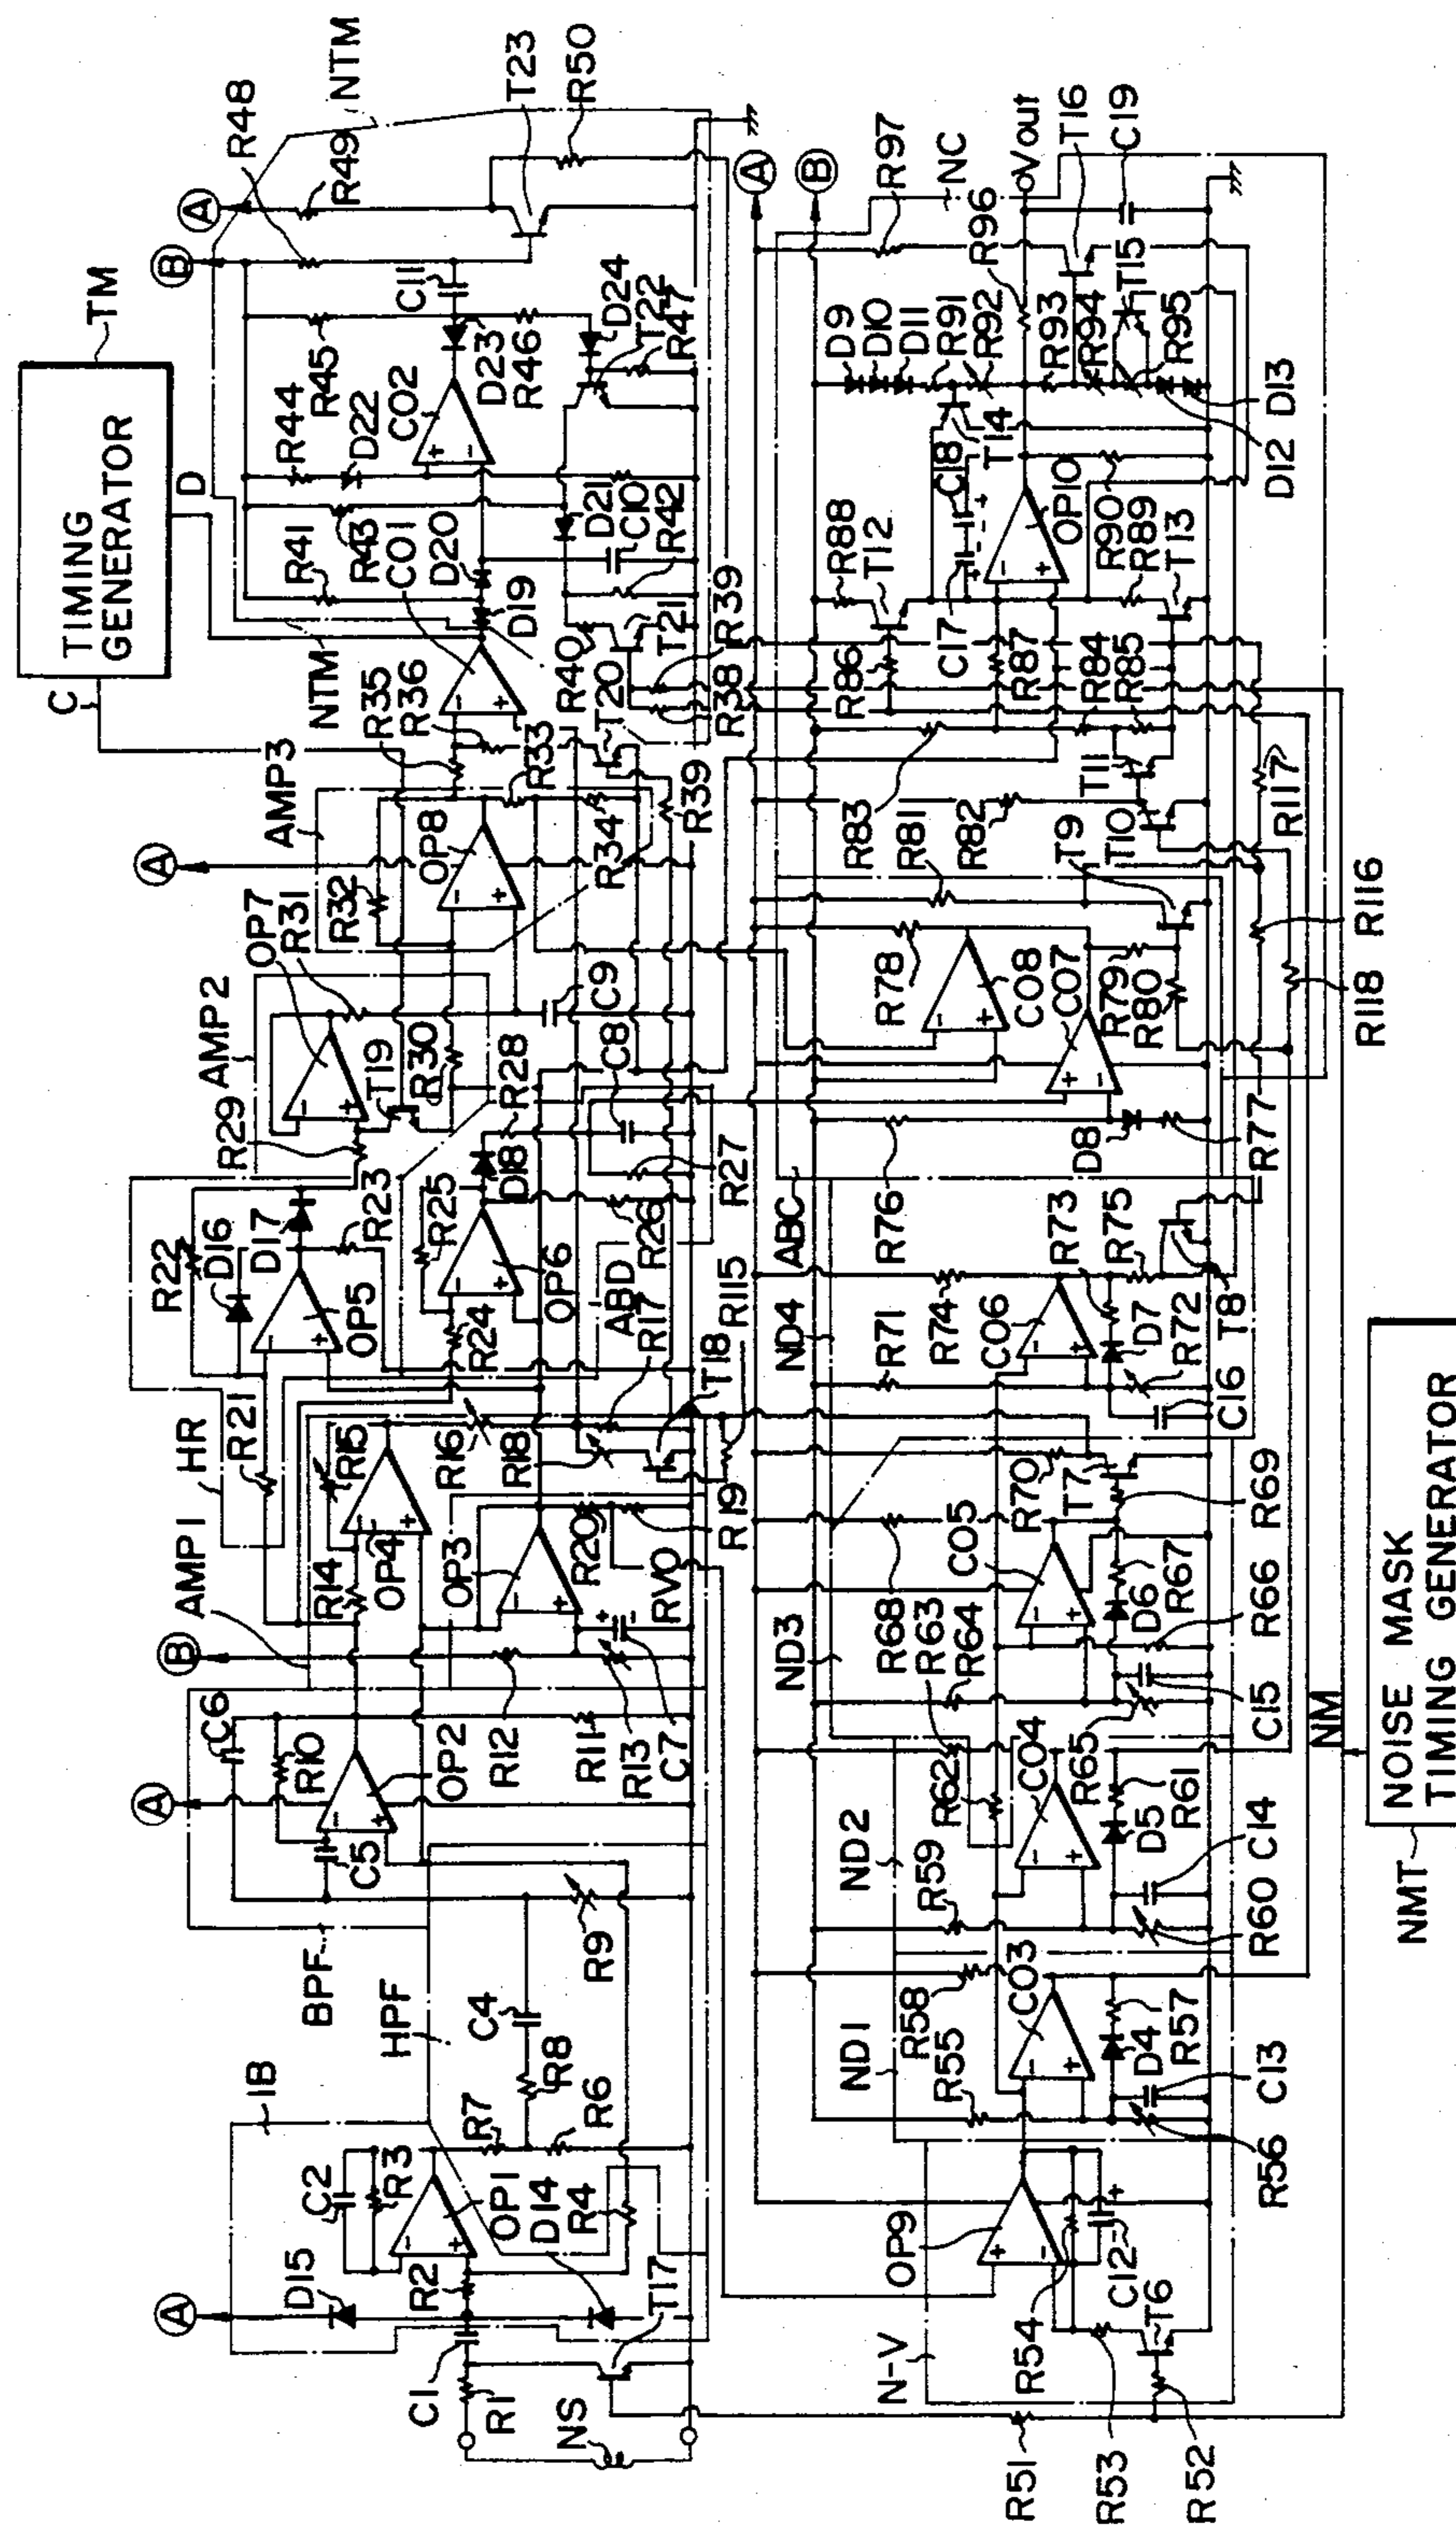 TIMING
GENERATOR
TM
C
D
A
B
R48
R49
NTM
T23
R50
C11
R45
R44
D22
CO2
D23
R46
D24
T22
R47
R41
R43
CO1
D20
D19
D21
C10
R42
NTM
R40
T21
R39
R38
T20
R35
R36
R33
AMP3
A
OP8
R34
R39
R32
OP7
R31
AMP2
C9
T19
R30
C8
R28
R29
R27
D18
R25
R26
R23
D17
D16
R22
OP5
OP6
ABD
R17
R115
R24
T18
R21
HR
R15
R16
R18
R19
AMP1
OP4
OP3
R20
RVO
R14
B
C6
R10
OP2
R12
R11
R13
C7
A
C5
R9
BPF
HPF
C4
R8
R6
R7
1B
C2
R3
OP1
D14
R4
D15
A
R2
T17
C1
R1
NS
A
B
R97
NC
Vout
T16
C19
R96
D9
D10
D11
R91
R92
R93
R94
T15
R95
D13
D12
T14
C18
C17
OP10
R90
R89
T13
R88
T12
R86
R87
R84
R85
T11
T10
R117
R83
R81
R82
T9
R116
R118
R78
CO8
CO7
R79
R80
ABC
R76
D8
R77
ND4
R71
R74
CO6
R73
R75
D7
R72
T8
C16
ND3
R68
R63
R64
CO5
R70
T7
R69
D6
R67
R66
C15
R65
ND2
R59
R62
CO4
D5
R61
C14
R60
ND1
R58
R55
CO3
D4
R57
C13
R56
N-V
OP9
R54
C12
T6
R51
R53
R52
NM
NMT
NOISE MASK
TIMING GENERATOR